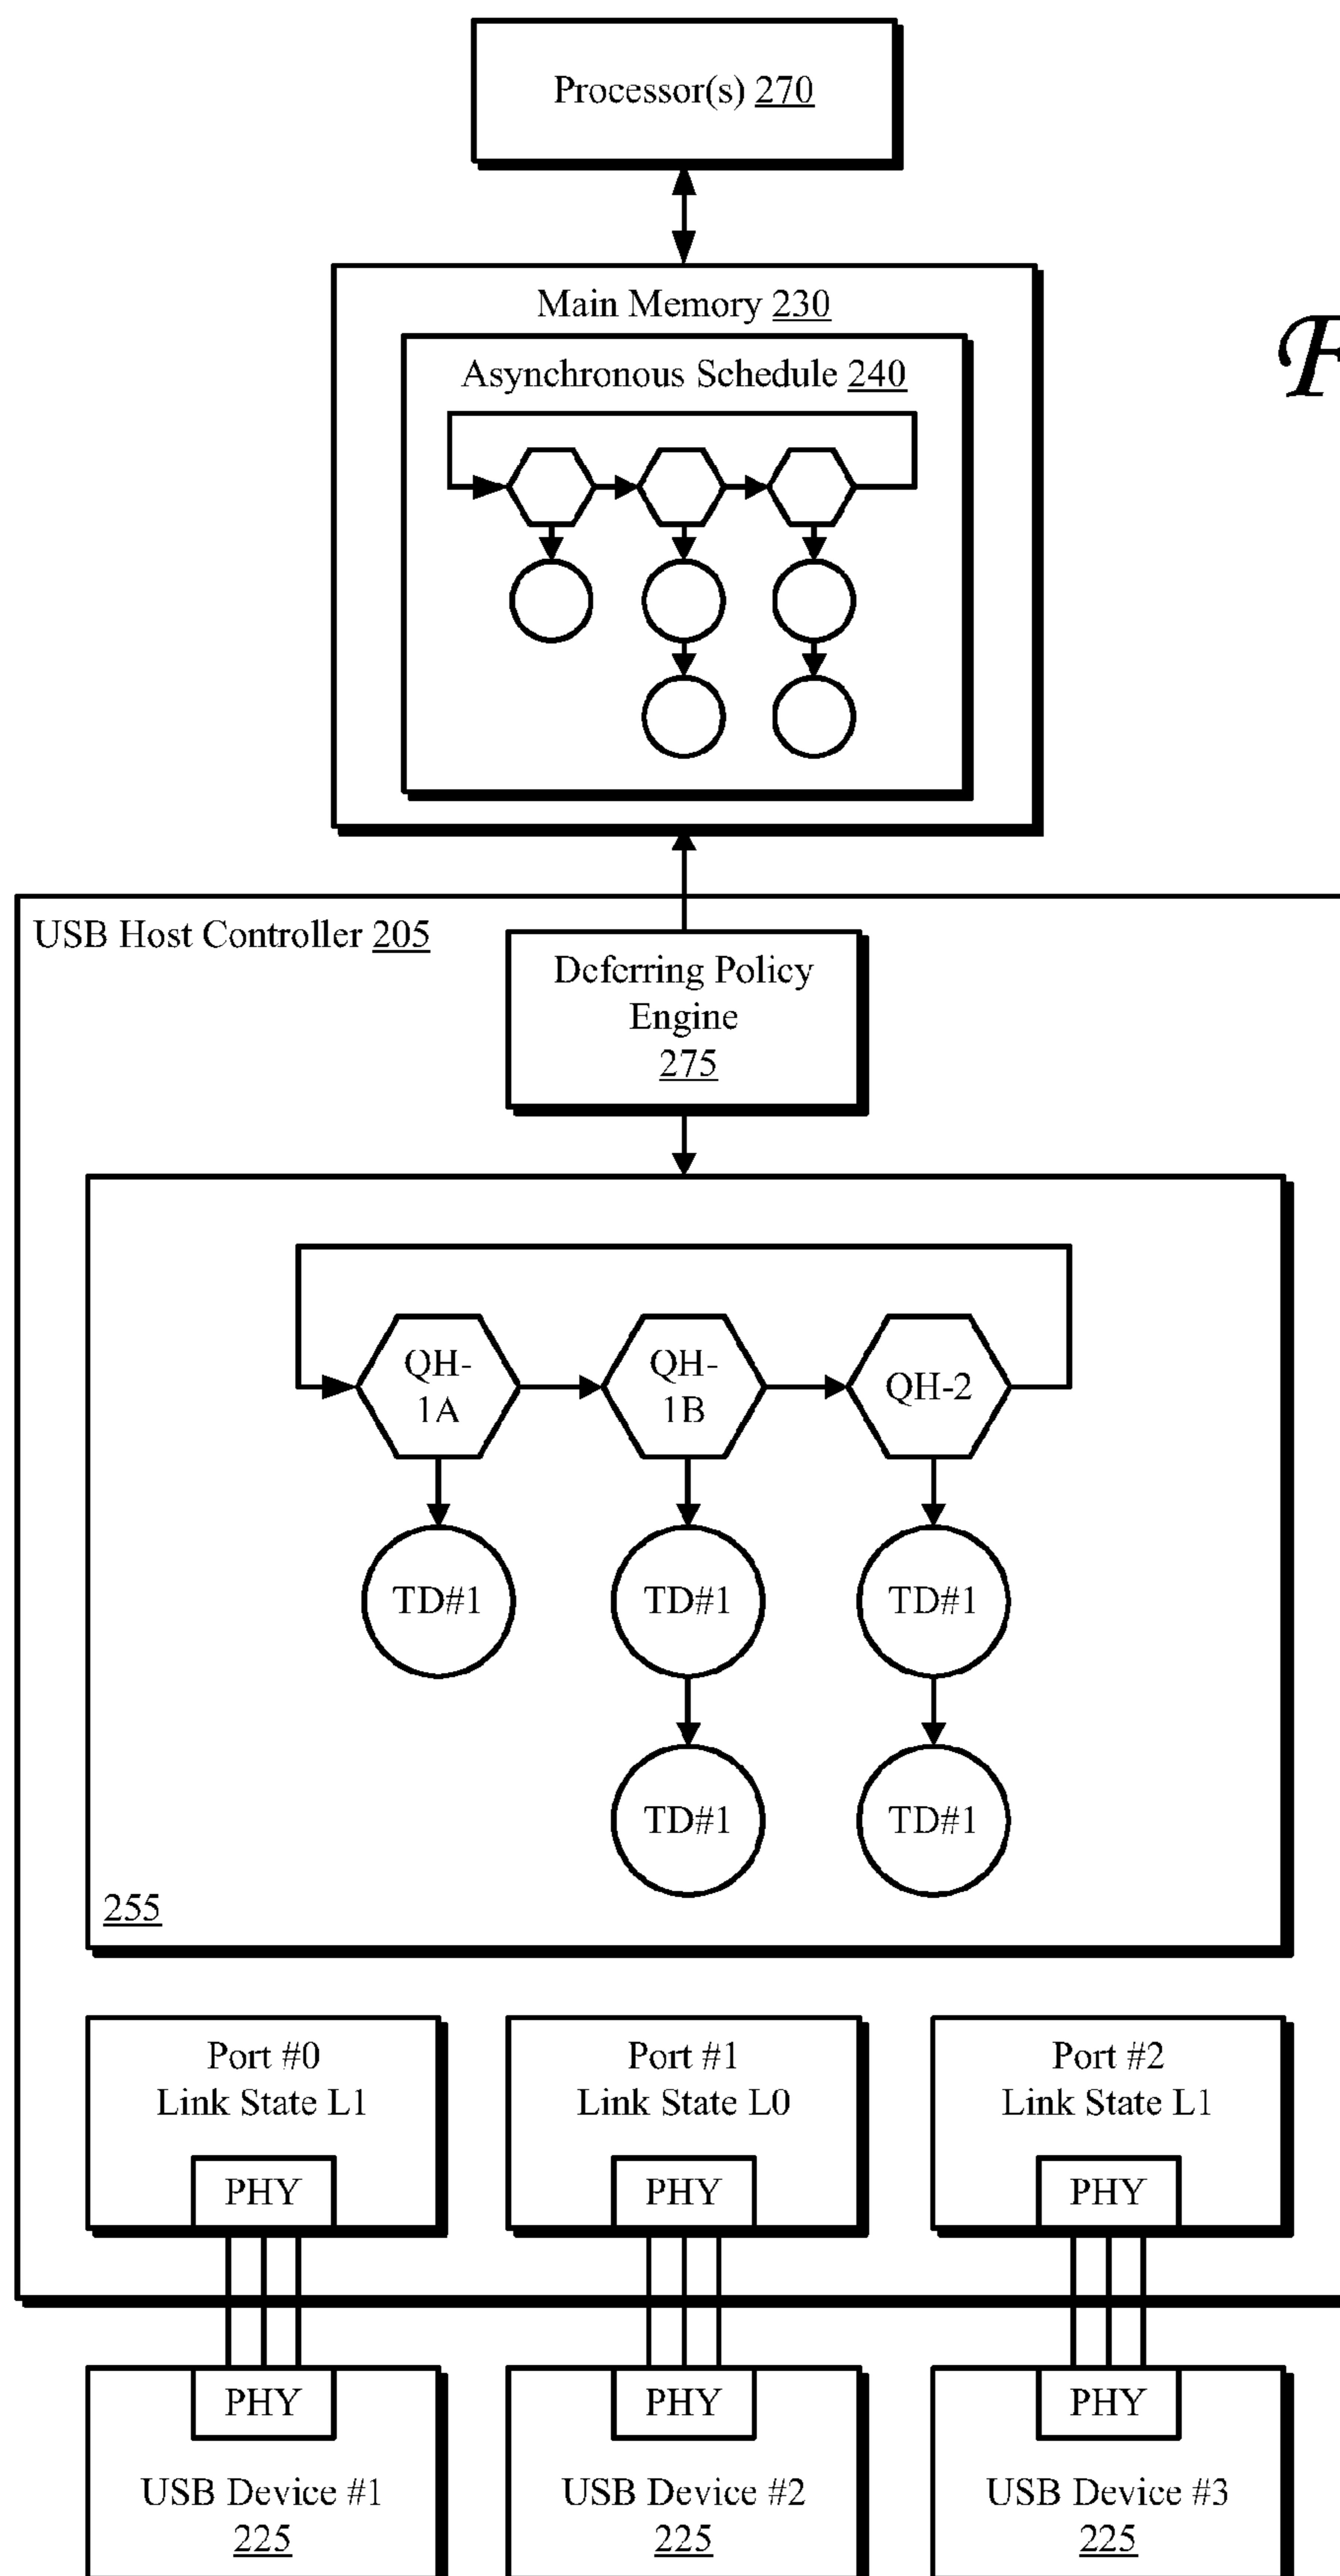 Processor(s) 270
Main Memory 230
F
Asynchronous Schedule 240
USB Host Controller 205
Deferring Policy
Engine
275
QH-
1A
QH-
1B
QH-2
TD#1
TD#1
TD#1
TD#1
TD#1
255
Port #0
Link State L1
PHY
Port #1
Link State L0
PHY
Port #2
Link State L1
PHY
PHY
USB Device #1
225
PHY
USB Device #2
225
PHY
USB Device #3
225